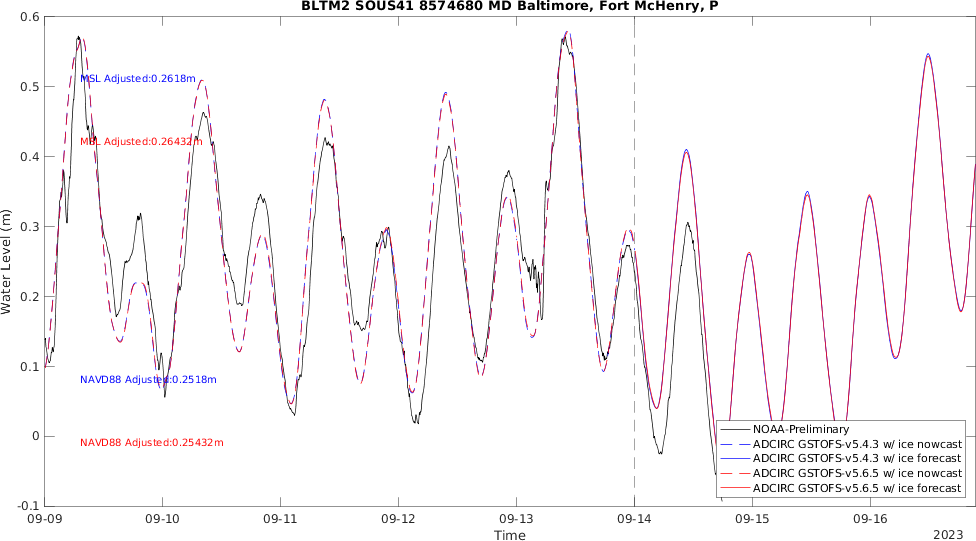 BLTM2 SOUS41 8574680 MD Baltimore, Fort McHenry, P
0.6
0.5
0.4
0.3
0.2
0.1
0
-0.1
Water Level (m)
MSL Adjusted:0.2618m
MSL Adjusted:0.26432m
NAVD88 Adjusted:0.2518m
NAVD88 Adjusted:0.25432m
NOAA-Preliminary
ADCIRC GSTOFS-v5.4.3 w/ ice nowcast
ADCIRC GSTOFS-v5.4.3 w/ ice forecast
ADCIRC GSTOFS-v5.6.5 w/ ice nowcast
ADCIRC GSTOFS-v5.6.5 w/ ice forecast
09-09 09-10 09-11 09-12 09-13 09-14 09-15 09-16
Time
2023